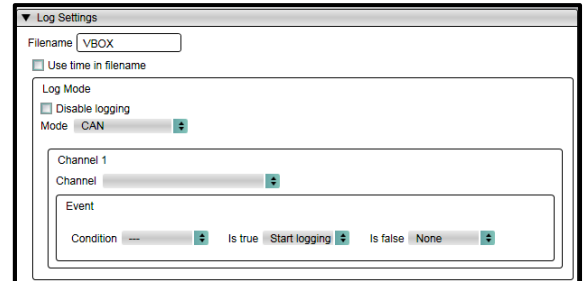 ▼ Log Settings
Filename VBOX
Use time in filename
Log Mode
Disable logging
Mode CAN
Channel 1
Channel
Event
Condition --- Is true Start logging Is false None